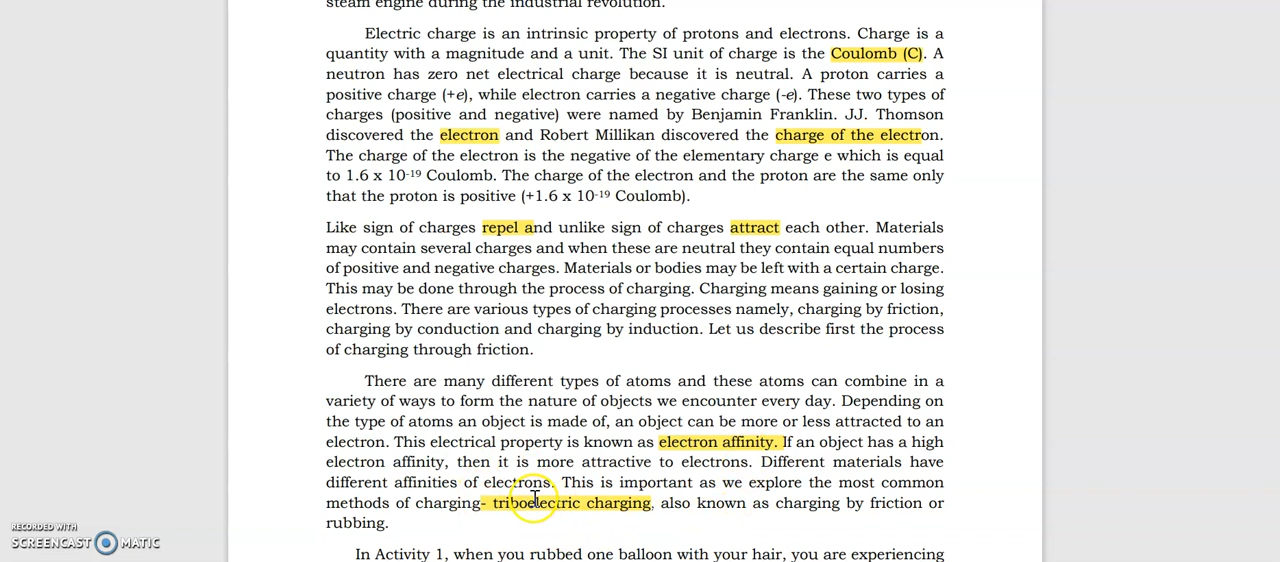 steam engine during the industrial revolution.
Electric charge is an intrinsic property of protons and electrons. Charge is a
quantity with a magnitude and a unit. The SI unit of charge is the Coulomb (C). A
neutron has zero net electrical charge because it is neutral. A proton carries a
positive charge (+e), while electron carries a negative charge (-e). These two types of
charges (positive and negative) were named by Benjamin Franklin. JJ. Thomson
discovered the electron and Robert Millikan discovered the charge of the electron.
The charge of the electron is the negative of the elementary charge e which is equal
to 1.6 x 10⁻¹⁹ Coulomb. The charge of the electron and the proton are the same only
that the proton is positive (+1.6 x 10⁻¹⁹ Coulomb).
Like sign of charges repel and unlike sign of charges attract each other. Materials
may contain several charges and when these are neutral they contain equal numbers
of positive and negative charges. Materials or bodies may be left with a certain charge.
This may be done through the process of charging. Charging means gaining or losing
electrons. There are various types of charging processes namely, charging by friction,
charging by conduction and charging by induction. Let us describe first the process
of charging through friction.
There are many different types of atoms and these atoms can combine in a
variety of ways to form the nature of objects we encounter every day. Depending on
the type of atoms an object is made of, an object can be more or less attracted to an
electron. This electrical property is known as electron affinity. If an object has a high
electron affinity, then it is more attractive to electrons. Different materials have
different affinities of electrons. This is important as we explore the most common
methods of charging- triboelectric charging, also known as charging by friction or
rubbing.
In Activity 1, when you rubbed one balloon with your hair, you are experiencing
RECORDED WITH
SCREENCAST MATIC